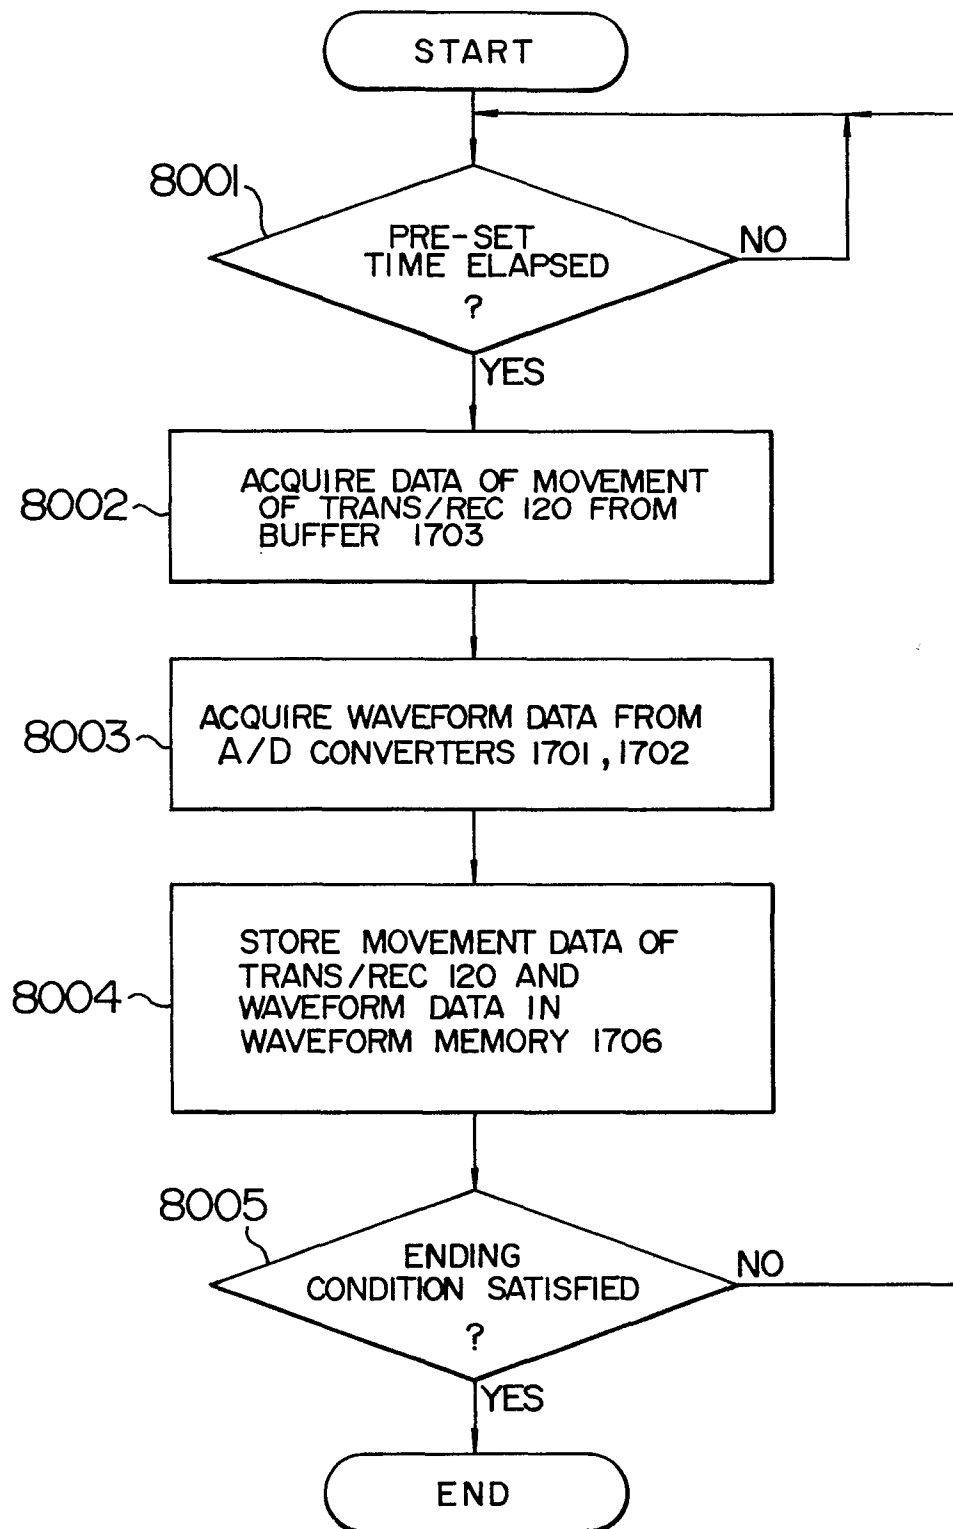 START
8001
PRE-SET
TIME ELAPSED
?
NO
YES
8002
ACQUIRE DATA OF MOVEMENT
OF TRANS/REC 120 FROM
BUFFER 1703
8003
ACQUIRE WAVEFORM DATA FROM
A/D CONVERTERS 1701, 1702
8004
STORE MOVEMENT DATA OF
TRANS/REC 120 AND
WAVEFORM DATA IN
WAVEFORM MEMORY 1706
8005
ENDING
CONDITION SATISFIED
?
NO
YES
END